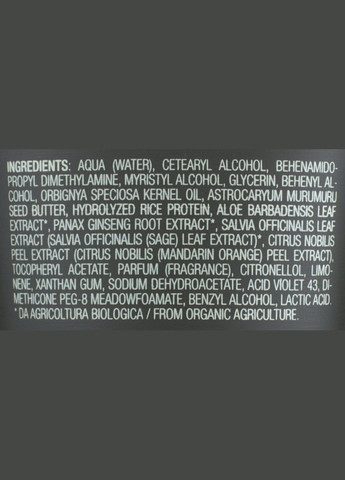 INGREDIENTS: AQUA (WATER), CETEARYL ALCOHOL, BEHENAMIDO-
PROPYL DIMETHYLAMINE, MYRISTYL ALCOHOL, GLYCERIN, BEHENYL AL-
COHOL, ORBIGNYA SPECIOSA KERNEL OIL, ASTROCARYUM MURUMURU
SEED BUTTER, HYDROLYZED RICE PROTEIN, ALOE BARBADENSIS LEAF
EXTRACT*, PANAX GINSENG ROOT EXTRACT*, SALVIA OFFICINALIS LEAF
EXTRACT (SALVIA OFFICINALIS (SAGE) LEAF EXTRACT)*, CITRUS NOBILIS
PEEL EXTRACT (CITRUS NOBILIS (MANDARIN ORANGE) PEEL EXTRACT),
TOCOPHERYL ACETATE, PARFUM (FRAGRANCE), CITRONELLOL, LIMO-
NENE, XANTHAN GUM, SODIUM DEHYDROACETATE, ACID VIOLET 43, DI-
METHICONE PEG-8 MEADOWFOAMATE, BENZYL ALCOHOL, LACTIC ACID.
* DA AGRICOLTURA BIOLOGICA / FROM ORGANIC AGRICULTURE.